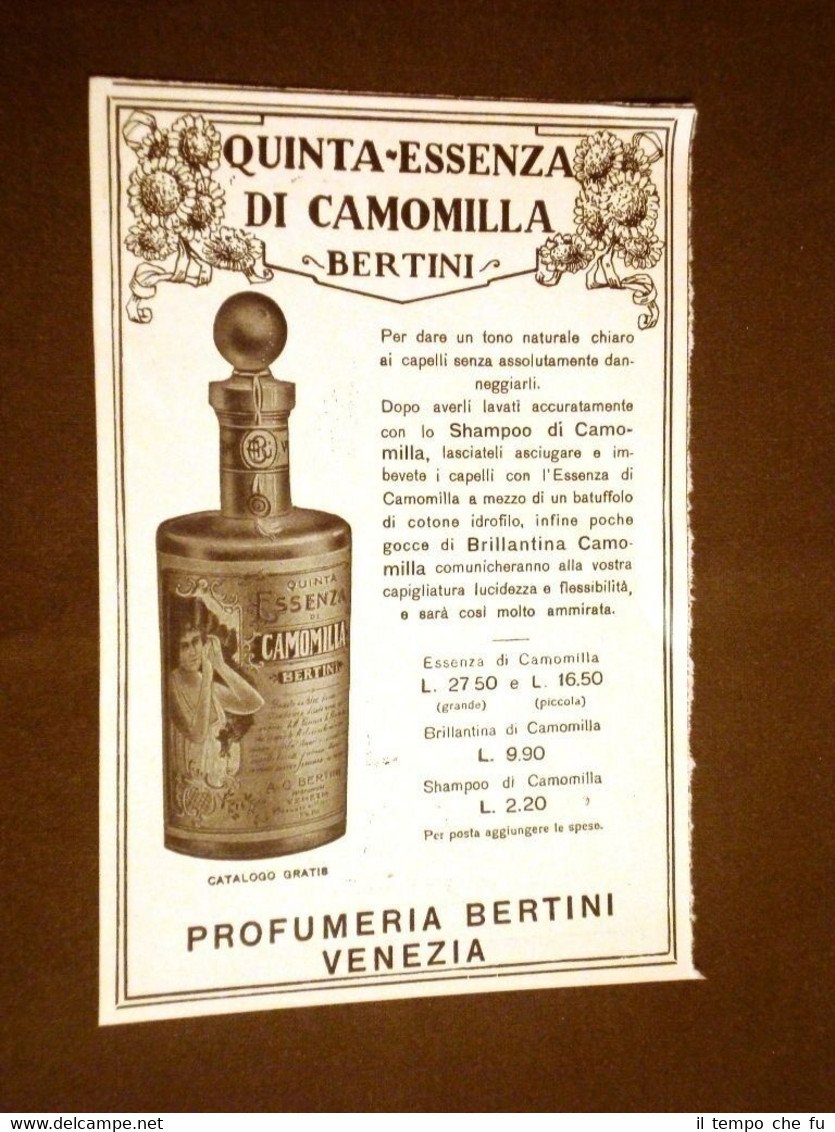 QUINTA-ESSENZA
DI CAMOMILLA
BERTINI
Per dare un tono naturale chiaro
ai capelli senza assolutamente dan-
neggiarli.
Dopo averli lavati accuratamente
con lo Shampoo di Camo-
milla, lasciateli asciugare e im-
bevete i capelli con l'Essenza di
Camomilla a mezzo di un batuffolo
di cotone idrofilo, infine poche
gocce di Brillantina Camo-
milla comunicheranno alla vostra
capigliatura lucidezza e flessibilità,
e sarà così molto ammirata.
Essenza di Camomilla
L. 27 50 e L. 16.50
(grande) (piccola)
Brillantina di Camomilla
L. 9.90
Shampoo di Camomilla
L. 2.20
Per posta aggiungere le spese.
QUINTA
ESSENZA
DI
CAMOMILLA
BERTINI
A. G. BERTINI
VENEZIA
CATALOGO GRATIS
PROFUMERIA BERTINI
VENEZIA
il tempo che fu